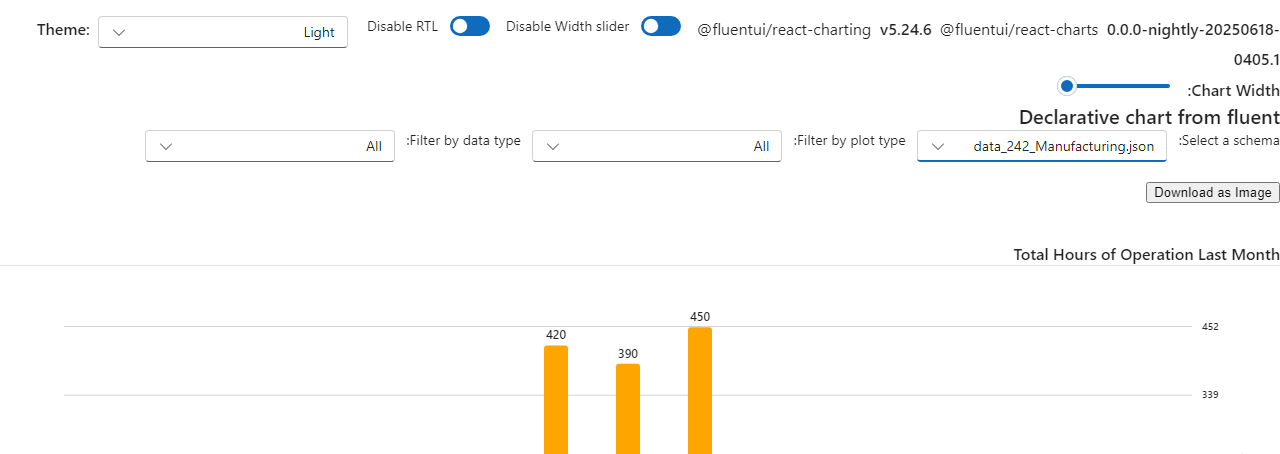 Theme: Light Disable RTL Disable Width slider @fluentui/react-charting v5.24.6 @fluentui/react-charts 0.0.0-nightly-20250618-
0405.1
:Chart Width
Declarative chart from fluent
:Select a schema data_242_Manufacturing.json :Filter by plot type All :Filter by data type All
Download as Image
Total Hours of Operation Last Month
450
452
420
390
339